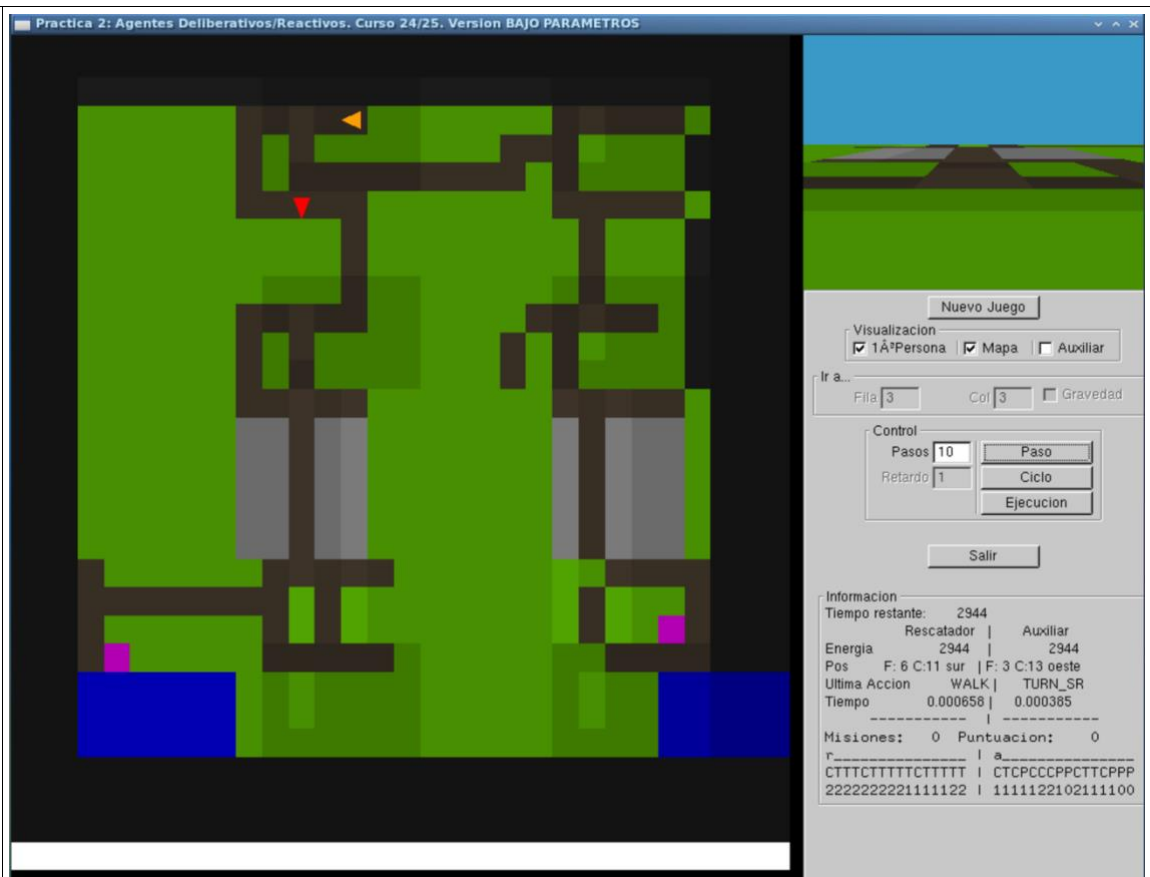 Practica 2: Agentes Deliberativos/Reactivos. Curso 24/25. Version BAJO PARAMETROS
Nuevo Juego
Visualizacion
1ÂªPersona Mapa Auxiliar
Ir a...
Fila 3 Col 3 Gravedad
Control
Pasos 10 Paso
Retardo 1 Ciclo
Ejecucion
Salir
Informacion
Tiempo restante: 2944
Rescatador | Auxiliar
Energia 2944 | 2944
Pos F: 6 C:11 sur | F: 3 C:13 oeste
Ultima Accion WALK | TURN_SR
Tiempo 0.000658 | 0.000385
----------- | -----------
Misiones: 0 Puntuacion: 0
r________________ | a________________
CTTTCTTTTTCTTTTT | CTCPCCCPPCTTCPPP
2222222221111122 | 1111122102111100